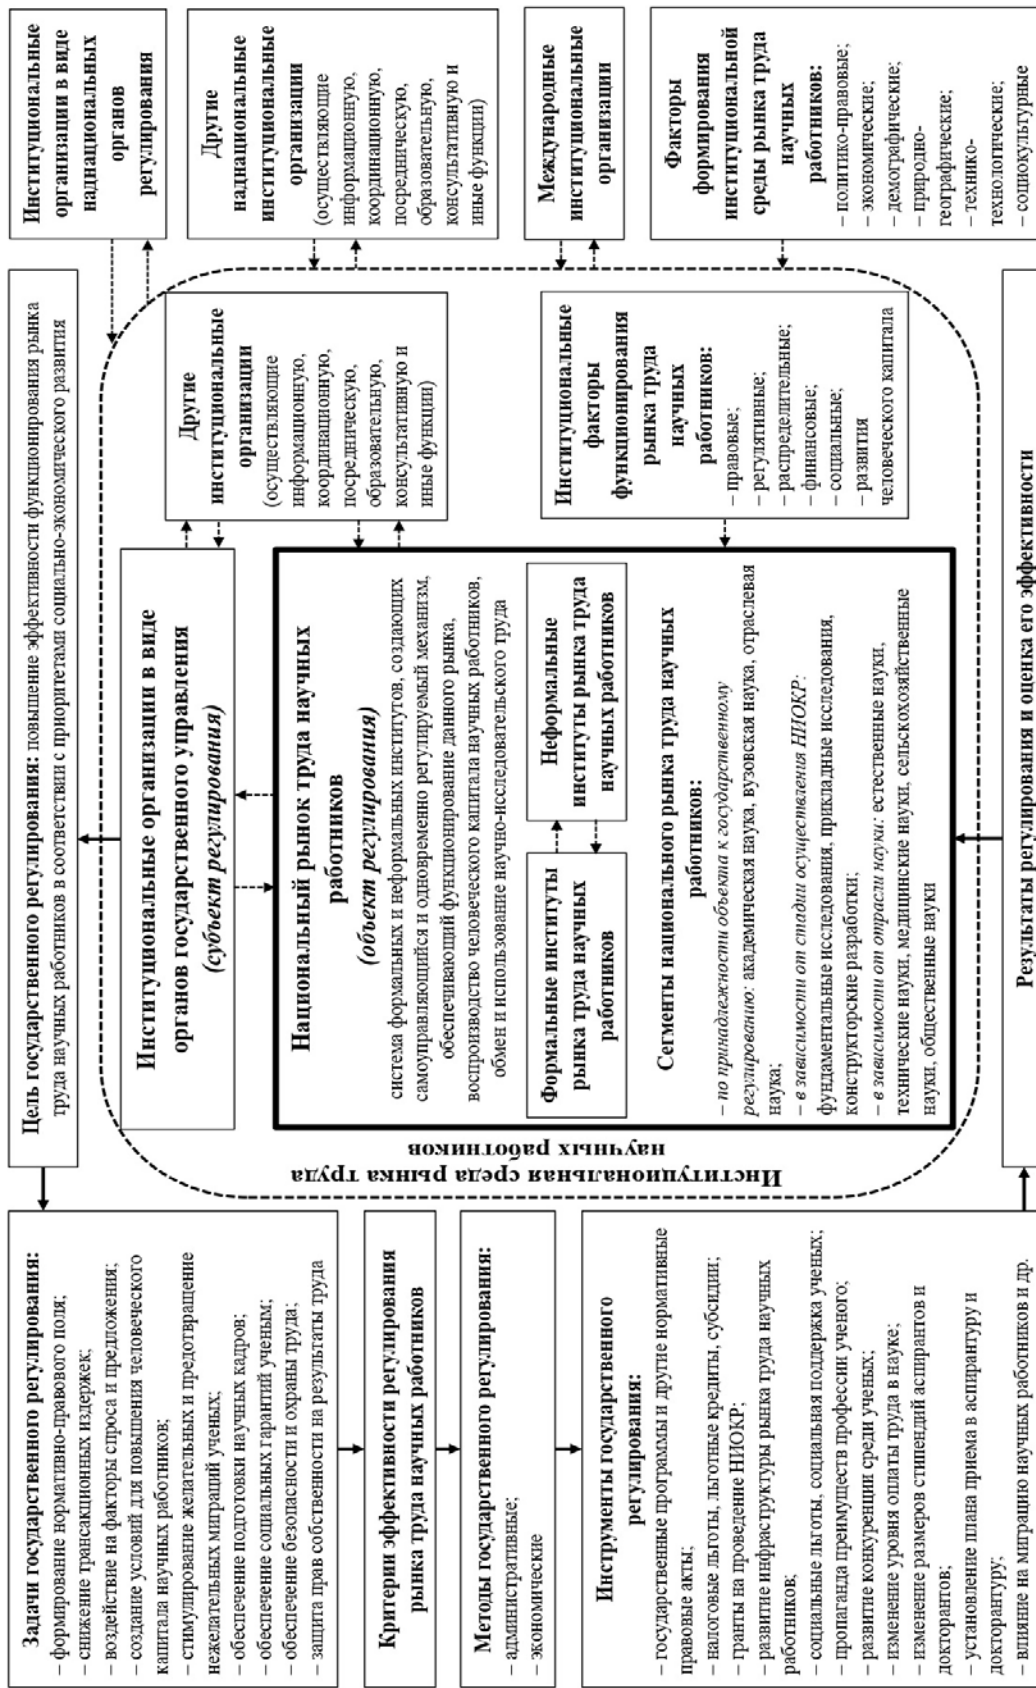 Задачи государственного регулирования:
– формирование нормативно-правового поля;
– снижение трансакционных издержек;
– воздействие на факторы спроса и предложения;
– создание условий для повышения человеческого
капитала научных работников;
– стимулирование желательных и предотвращение
нежелательных миграций ученых;
– обеспечение подготовки научных кадров;
– обеспечение социальных гарантий ученым;
– обеспечение безопасности и охраны труда;
– защита прав собственности на результаты труда
Критерии эффективности регулирования
рынка труда научных работников
Методы государственного регулирования:
– административные;
– экономические
Инструменты государственного
регулирования:
– государственные программы и другие нормативные
правовые акты;
– налоговые льготы, льготные кредиты, субсидии;
– гранты на проведение НИОКР;
– развитие инфраструктуры рынка труда научных
работников;
– социальные льготы, социальная поддержка ученых;
– пропаганда преимуществ профессии ученого;
– развитие конкуренции среди ученых;
– изменение уровня оплаты труда в науке;
– изменение размеров стипендий аспирантов и
докторантов;
– установление плана приема в аспирантуру и
докторантуру;
– влияние на миграцию научных работников и др.
Цель государственного регулирования: повышение эффективности функционирования рынка
труда научных работников в соответствии с приоритетами социально-экономического развития
Институциональная среда рынка труда
научных работников
Институциональные организации в виде
органов государственного управления
(субъект регулирования)
Национальный рынок труда научных
работников
(объект регулирования)
система формальных и неформальных институтов, создающих
самоуправляющийся и одновременно регулируемый механизм,
обеспечивающий функционирование данного рынка,
воспроизводство человеческого капитала научных работников,
обмен и использование научно-исследовательского труда
Формальные институты
рынка труда научных
работников
Неформальные
институты рынка труда
научных работников
Сегменты национального рынка труда научных
работников:
– по принадлежности объекта к государственному
регулированию: академическая наука, вузовская наука, отраслевая
наука;
– в зависимости от стадии осуществления НИОКР:
фундаментальные исследования, прикладные исследования,
конструкторские разработки;
– в зависимости от отрасли науки: естественные науки,
технические науки, медицинские науки, сельскохозяйственные
науки, общественные науки
Другие
институциональные
организации
(осуществляющие
информационную,
координационную,
посредническую,
образовательную,
консультативную и
иные функции)
Институциональные
факторы
функционирования
рынка труда
научных
работников:
– правовые;
– регулятивные;
– распределительные;
– финансовые;
– социальные;
– развития
человеческого капитала
Результаты регулирования и оценка его эффективности
Институциональные
организации в виде
наднациональных
органов
регулирования
Другие
наднациональные
институциональные
организации
(осуществляющие
информационную,
координационную,
посредническую,
образовательную,
консультативную и
иные функции)
Международные
институциональные
организации
Факторы
формирования
институциональной
среды рынка труда
научных
работников:
– политико-правовые;
– экономические;
– демографические;
– природно-
географические;
– технико-
технологические;
– социокультурные